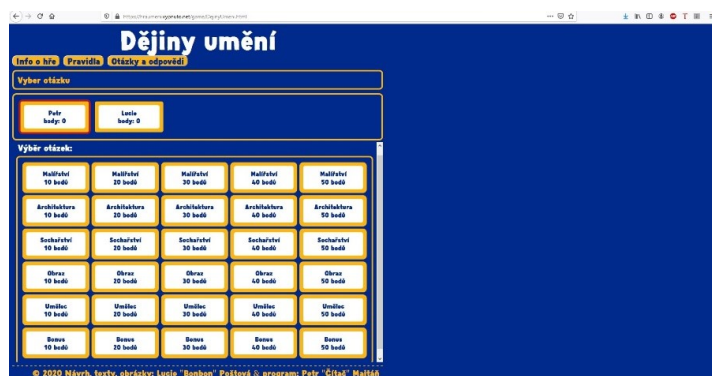 Dějiny umění
Info o hře Pravidla Otázky a odpovědi
Vyber otázku
Petr
body: 0
Lucie
body: 0
Výběr otázek:
Malířství
10 bodů
Malířství
20 bodů
Malířství
30 bodů
Malířství
40 bodů
Malířství
50 bodů
Architektura
10 bodů
Architektura
20 bodů
Architektura
30 bodů
Architektura
40 bodů
Architektura
50 bodů
Sochařství
10 bodů
Sochařství
20 bodů
Sochařství
30 bodů
Sochařství
40 bodů
Sochařství
50 bodů
Obraz
10 bodů
Obraz
20 bodů
Obraz
30 bodů
Obraz
40 bodů
Obraz
50 bodů
Umělec
10 bodů
Umělec
20 bodů
Umělec
30 bodů
Umělec
40 bodů
Umělec
50 bodů
Bonus
10 bodů
Bonus
20 bodů
Bonus
30 bodů
Bonus
40 bodů
Bonus
50 bodů
© 2020 Návrh, texty, obrázky: Lucie "Bonbon" Poštová & program: Petr "Čítač" Majtáň